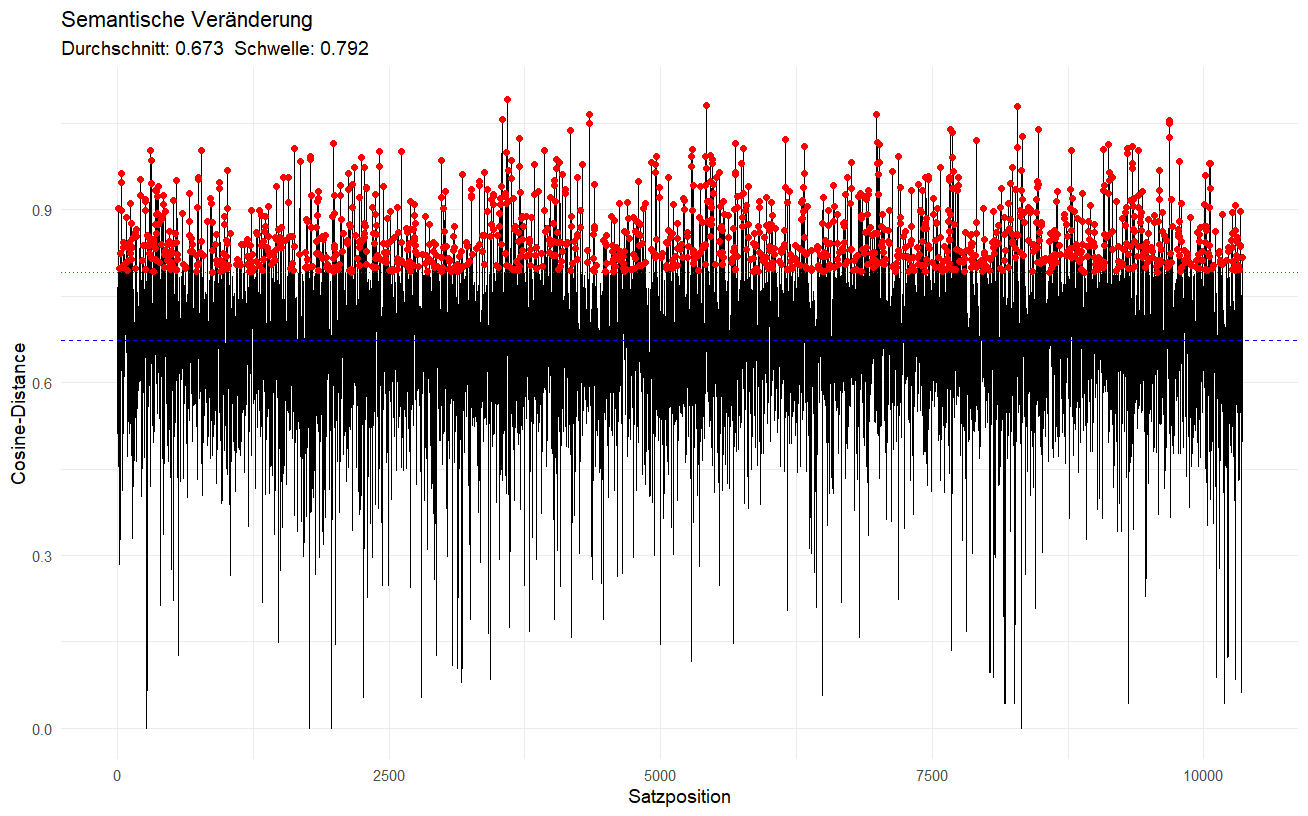 Semantische Veränderung
Durchschnitt: 0.673  Schwelle: 0.792
Cosine-Distance
0.9
0.6
0.3
0.0
0 2500 5000 7500 10000
Satzposition